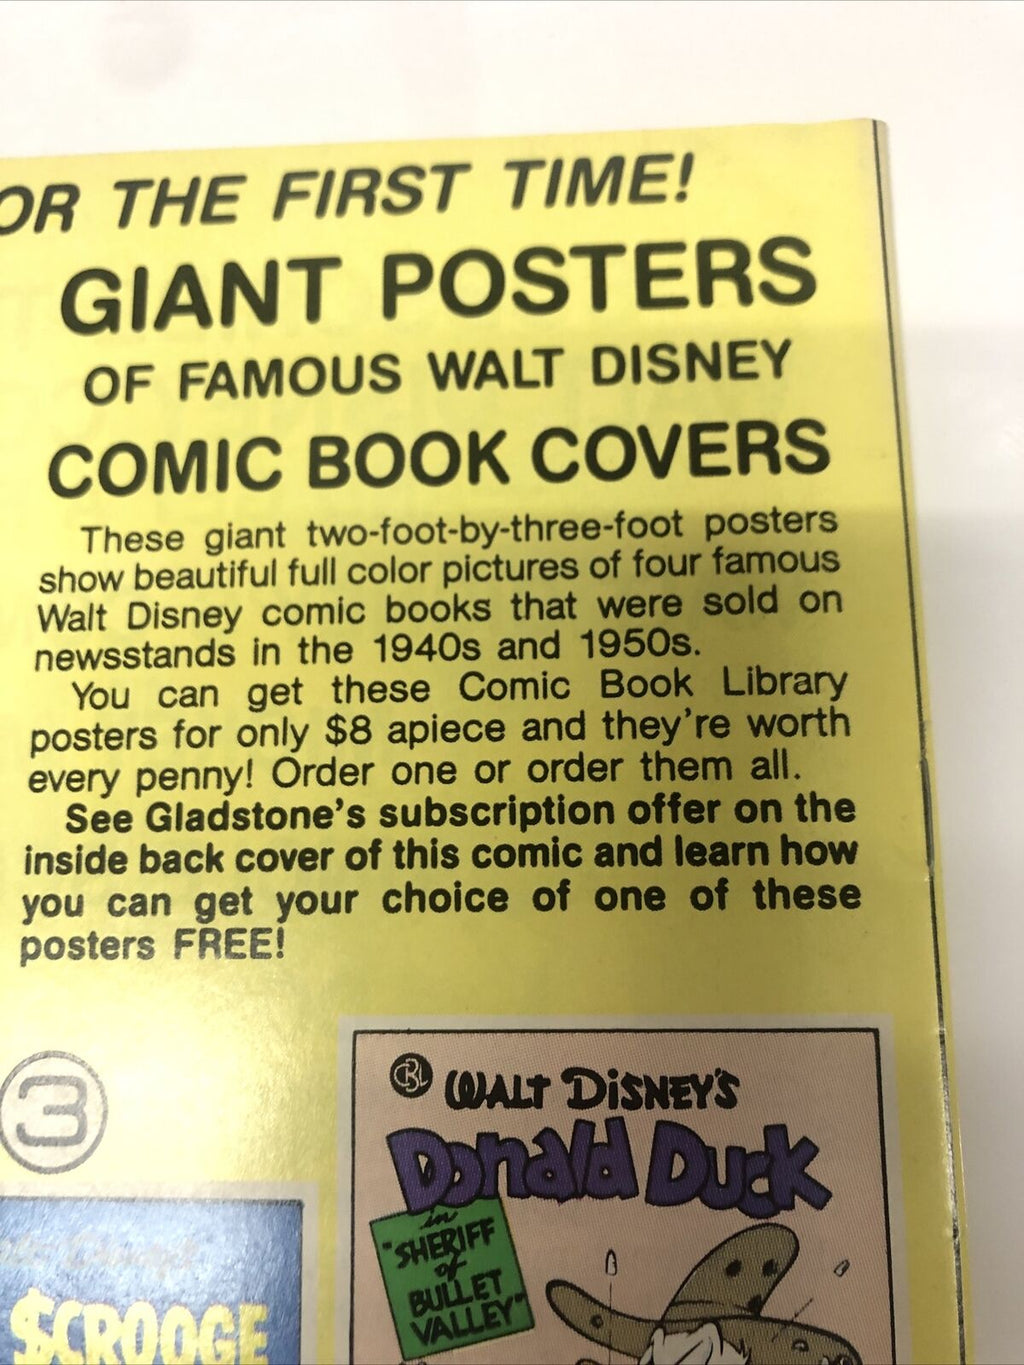 OR THE FIRST TIME!
GIANT POSTERS
OF FAMOUS WALT DISNEY
COMIC BOOK COVERS
These giant two-foot-by-three-foot posters
show beautiful full color pictures of four famous
Walt Disney comic books that were sold on
newsstands in the 1940s and 1950s.
You can get these Comic Book Library
posters for only $8 apiece and they're worth
every penny! Order one or order them all.
See Gladstone's subscription offer on the
inside back cover of this comic and learn how
you can get your choice of one of these
posters FREE!
3
CBL WALT DISNEY'S
Donald Duck
in
"SHERIFF
of
BULLET
VALLEY"
$CROOGE